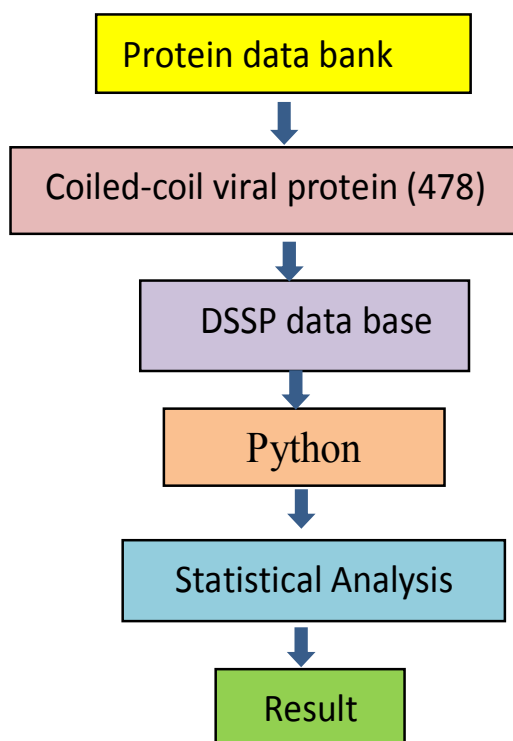 Protein data bank
Coiled-coil viral protein (478)
DSSP data base
Python
Statistical Analysis
Result